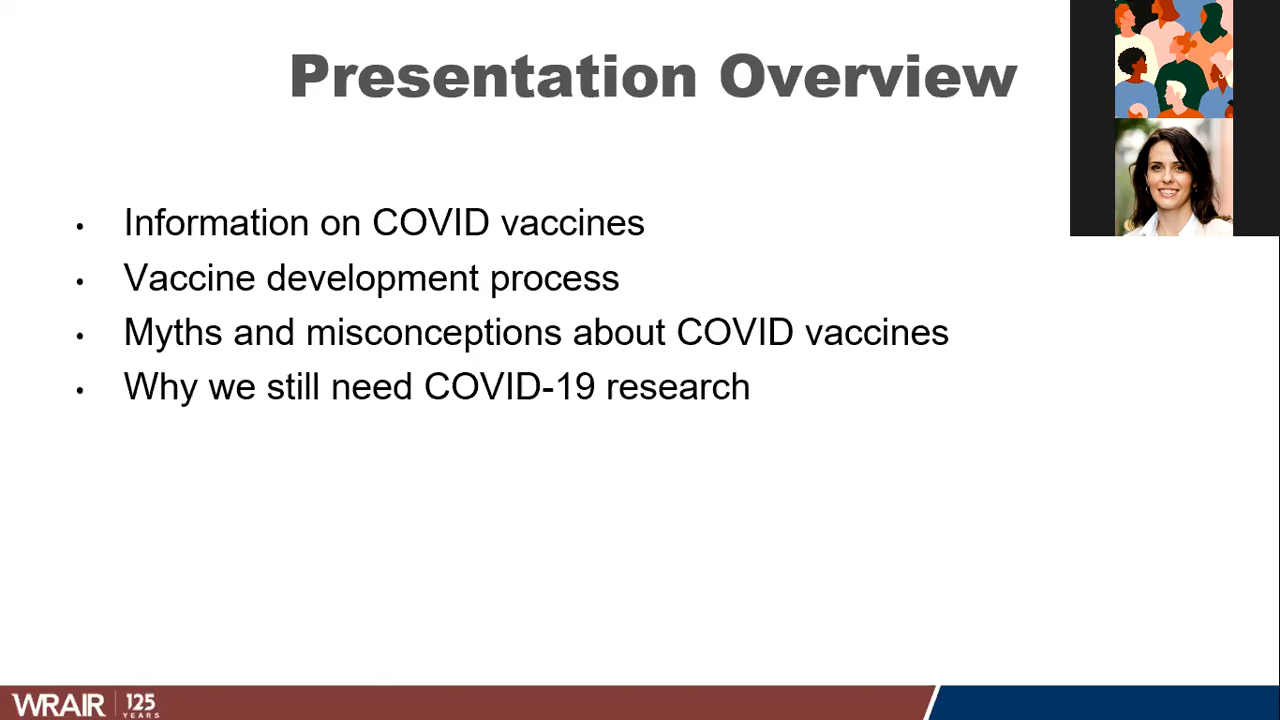 Presentation Overview
• Information on COVID vaccines
• Vaccine development process
• Myths and misconceptions about COVID vaccines
• Why we still need COVID-19 research
WRAIR 125
YEARS